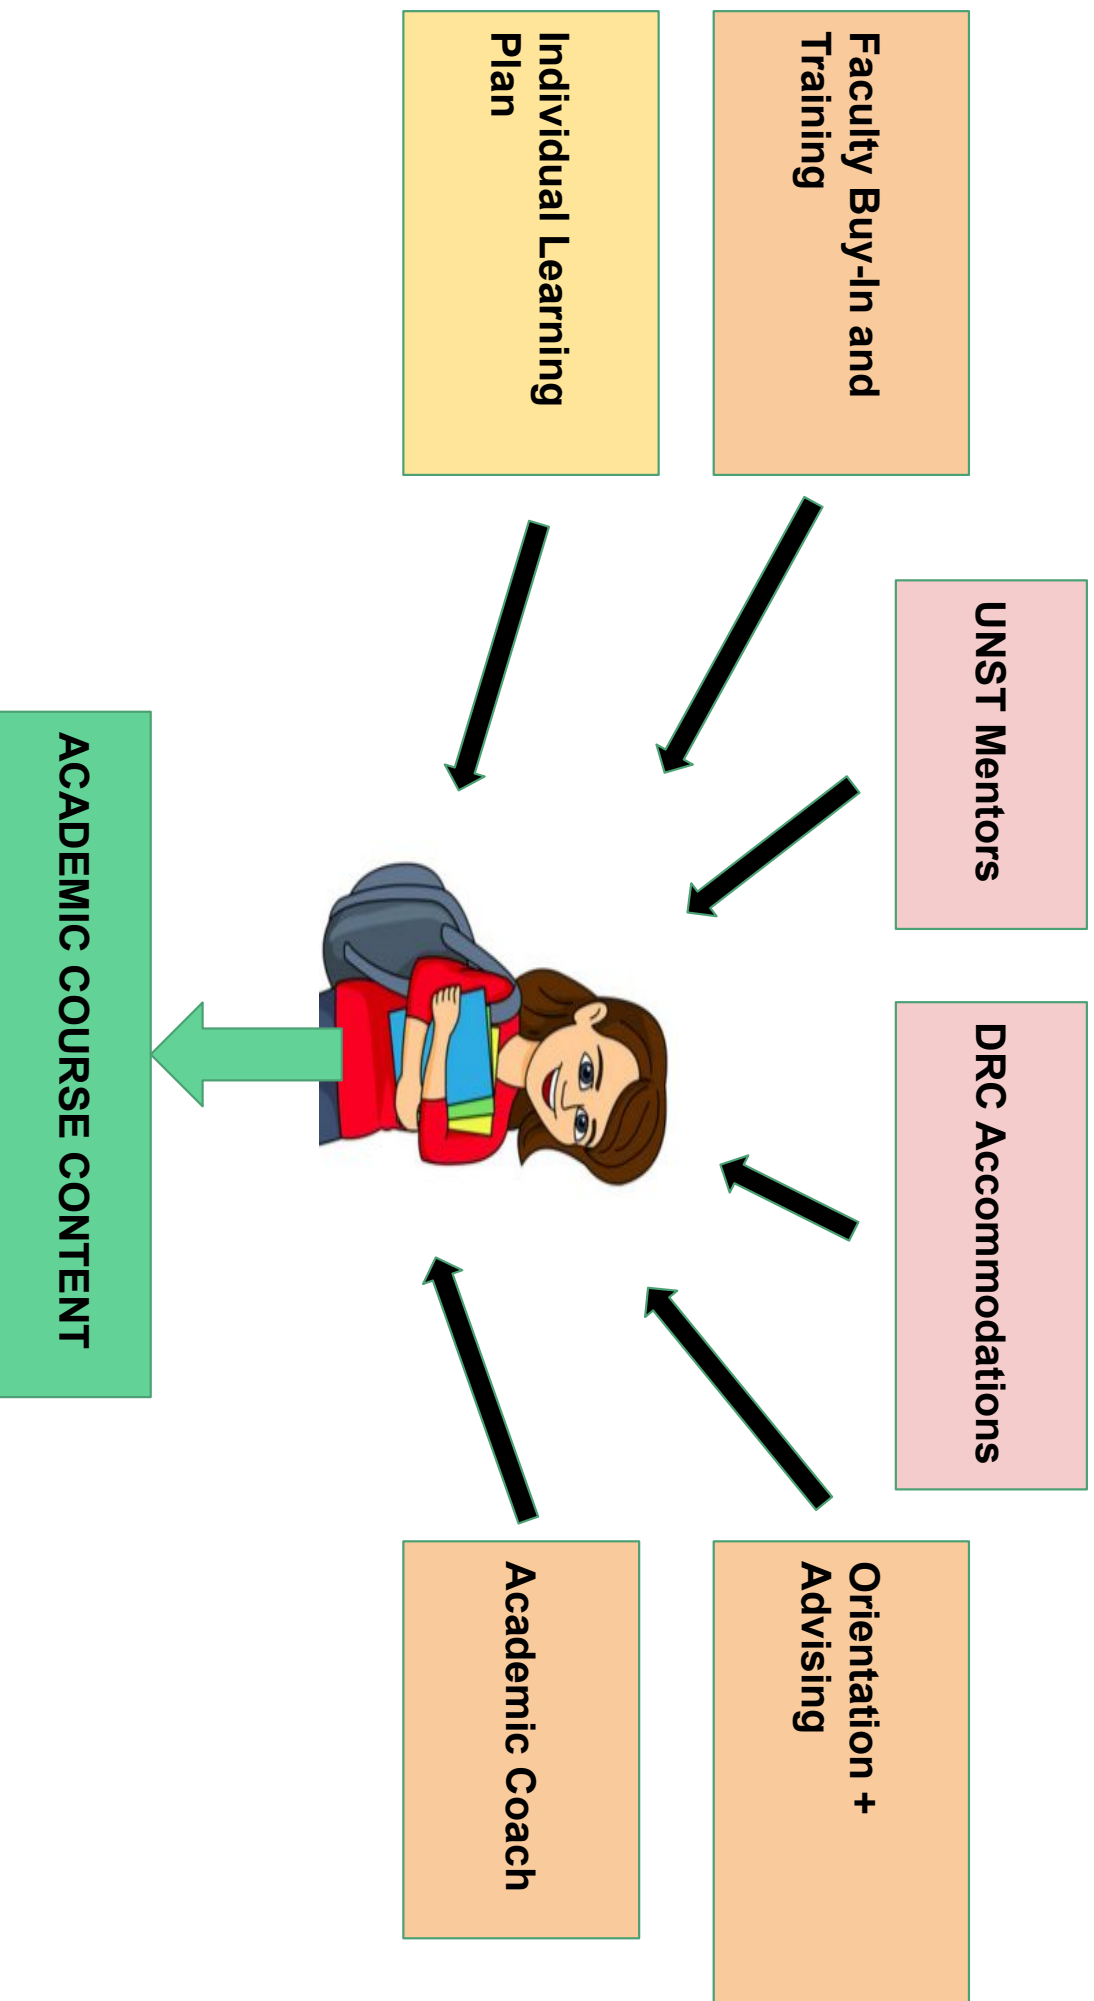 UNST Mentors
DRC Accommodations
Faculty Buy-In and
Training
Orientation +
Advising
Individual Learning
Plan
Academic Coach
ACADEMIC COURSE CONTENT